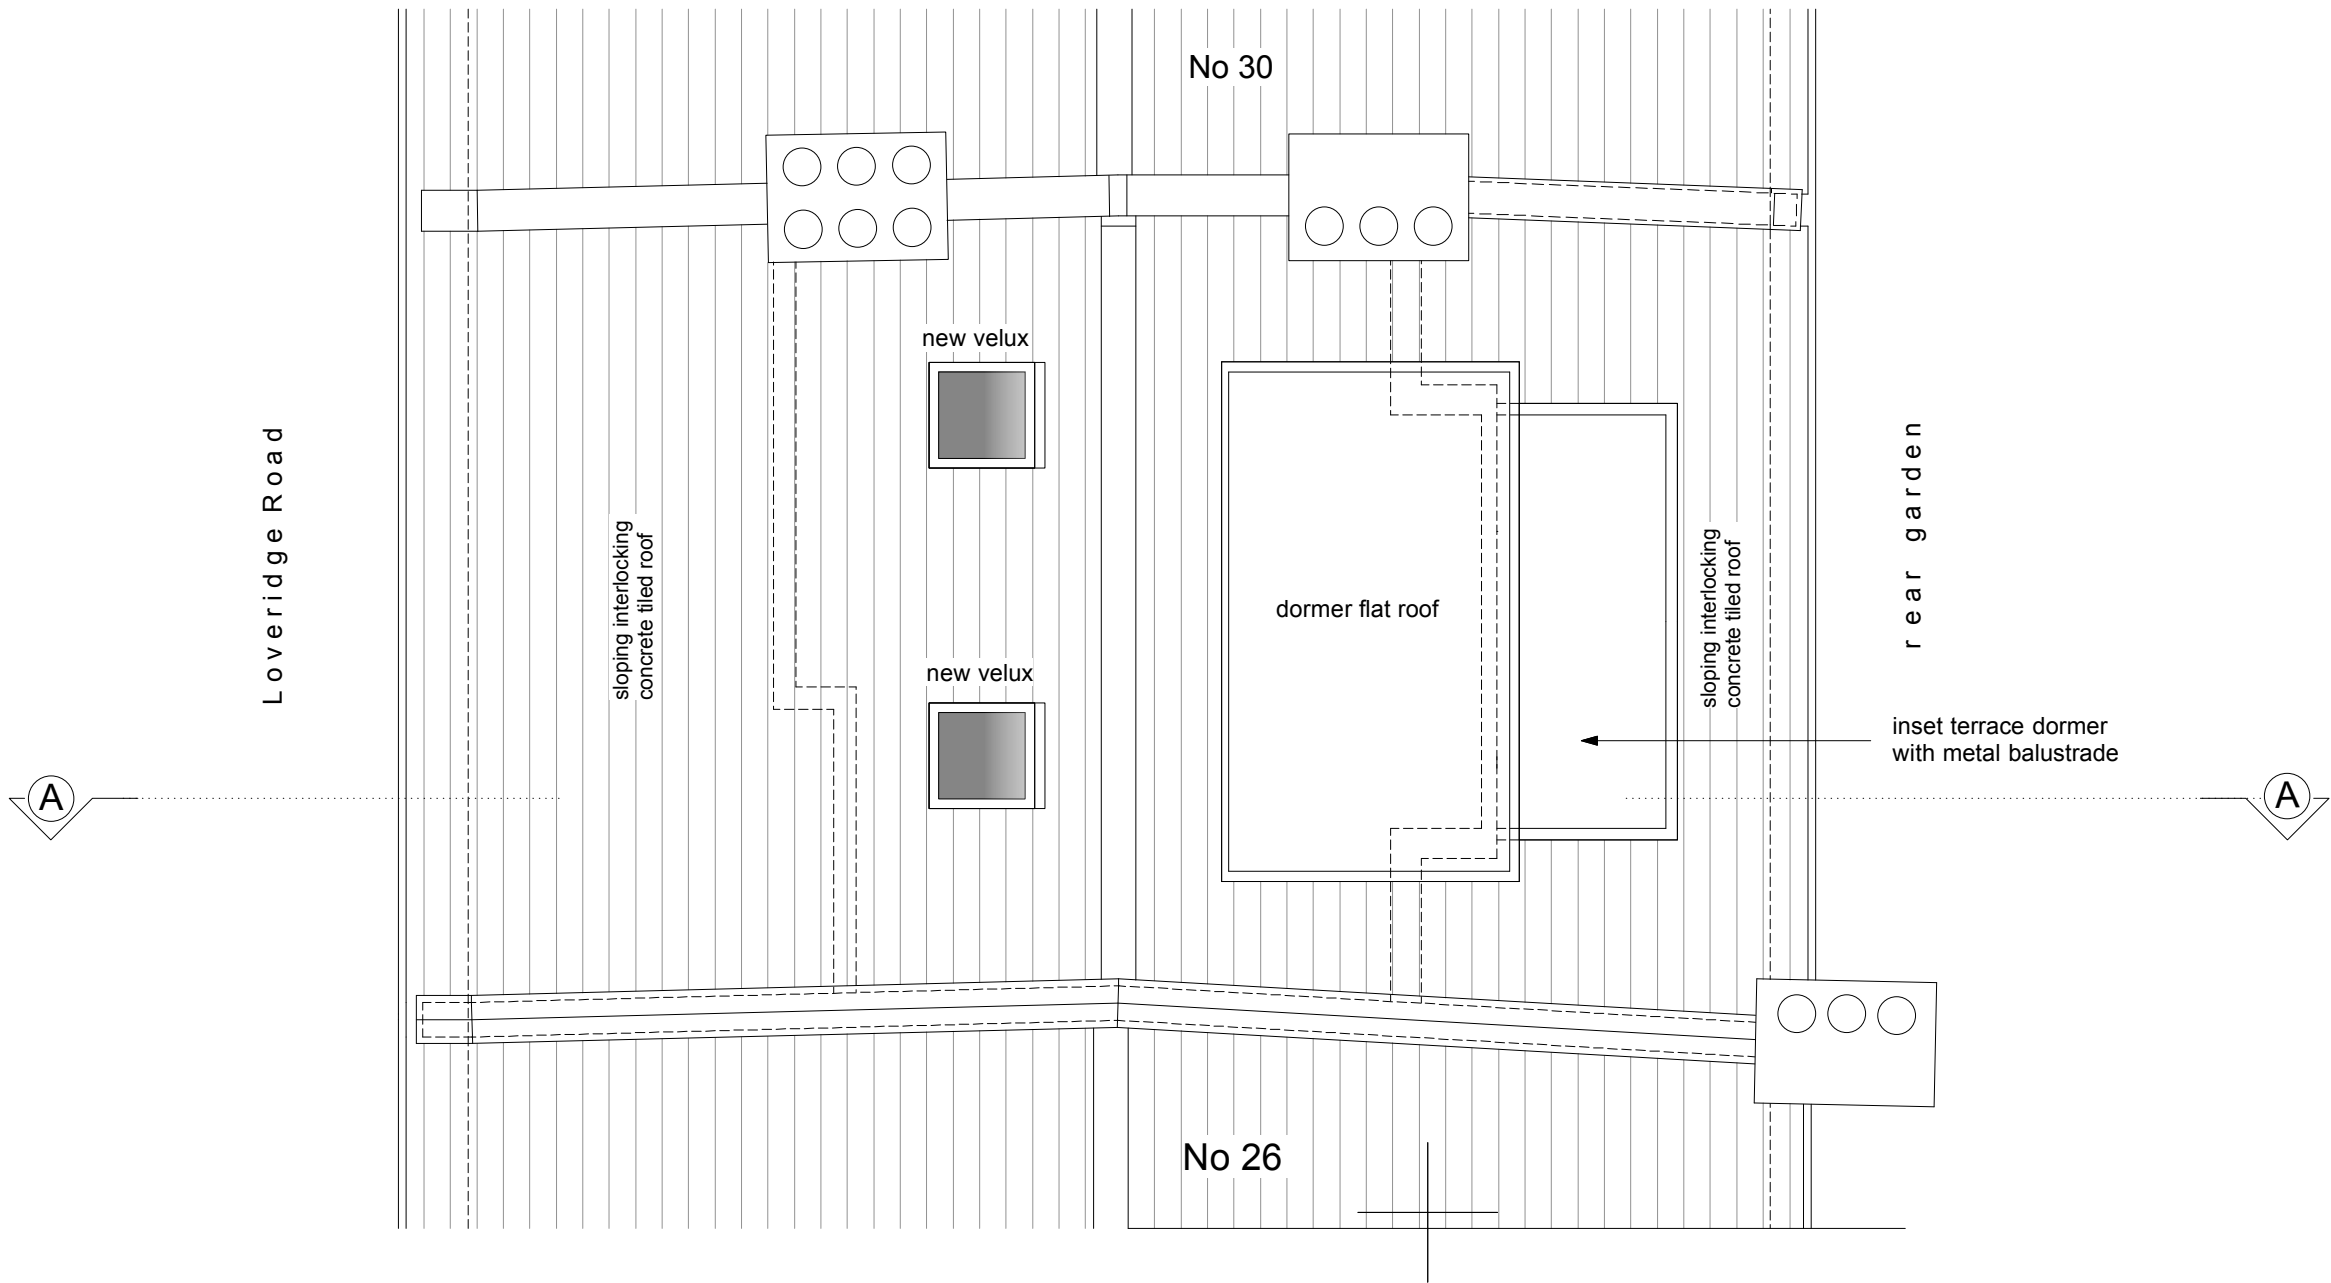 No 30
new velux
Loveridge Road
sloping interlocking
concrete tiled roof
new velux
dormer flat roof
sloping interlocking
concrete tiled roof
rear garden
inset terrace dormer
with metal balustrade
A
A
No 26